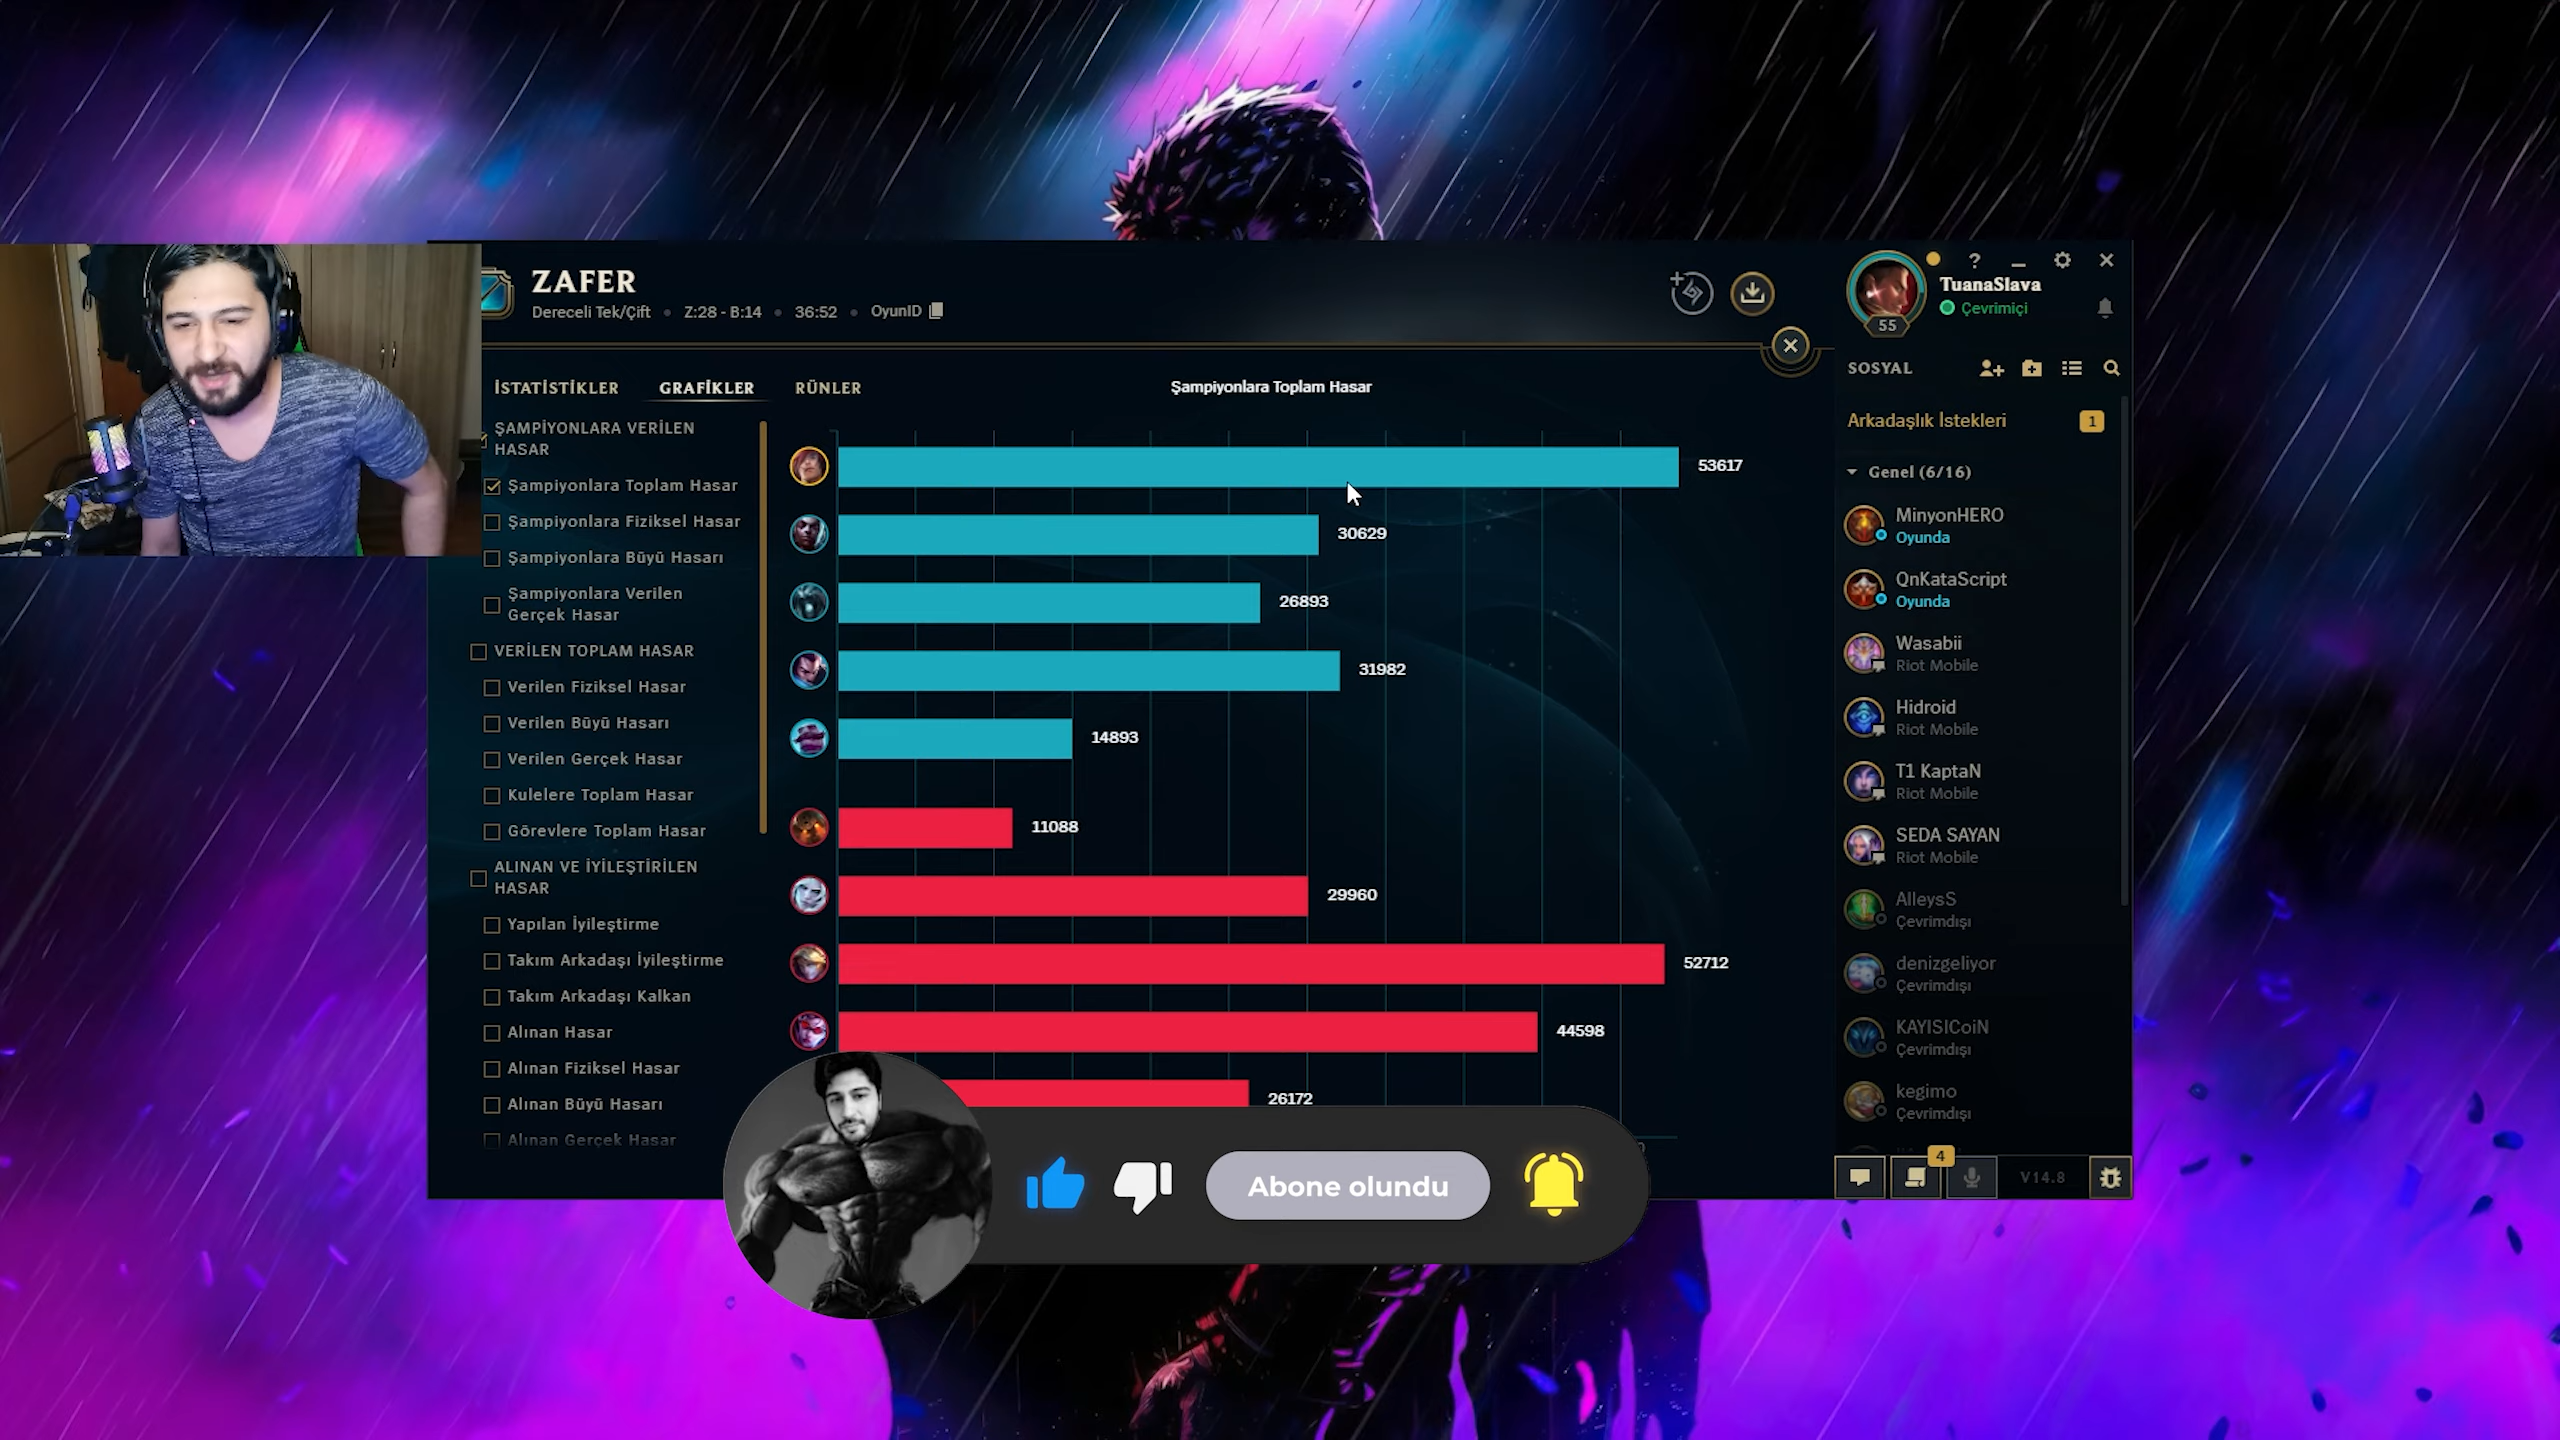 ZAFER
Dereceli Tek/Çift • Z:28 - B:14 • 36:52 • OyunID
?
TuanaSlava
Çevrimiçi
55
İSTATİSTİKLER GRAFİKLER RÜNLER
Şampiyonlara Toplam Hasar
ŞAMPİYONLARA VERİLEN
HASAR
Şampiyonlara Toplam Hasar
Şampiyonlara Fiziksel Hasar
Şampiyonlara Büyü Hasarı
Şampiyonlara Verilen
Gerçek Hasar
VERİLEN TOPLAM HASAR
Verilen Fiziksel Hasar
Verilen Büyü Hasarı
Verilen Gerçek Hasar
Kulelere Toplam Hasar
Görevlere Toplam Hasar
ALINAN VE İYİLEŞTİRİLEN
HASAR
Yapılan İyileştirme
Takım Arkadaşı İyileştirme
Takım Arkadaşı Kalkan
Alınan Hasar
Alınan Fiziksel Hasar
Alınan Büyü Hasarı
Alınan Gerçek Hasar
53617
30629
26893
31982
14893
11088
29960
52712
44598
26172
SOSYAL
Arkadaşlık İstekleri 1
Genel (6/16)
MinyonHERO
Oyunda
QnKataScript
Oyunda
Wasabii
Riot Mobile
Hidroid
Riot Mobile
T1 KaptaN
Riot Mobile
SEDA SAYAN
Riot Mobile
AlleysS
Çevrimdışı
denizgeliyor
Çevrimdışı
KAYISICoiN
Çevrimdışı
kegimo
Çevrimdışı
4
V14.8
Abone olundu